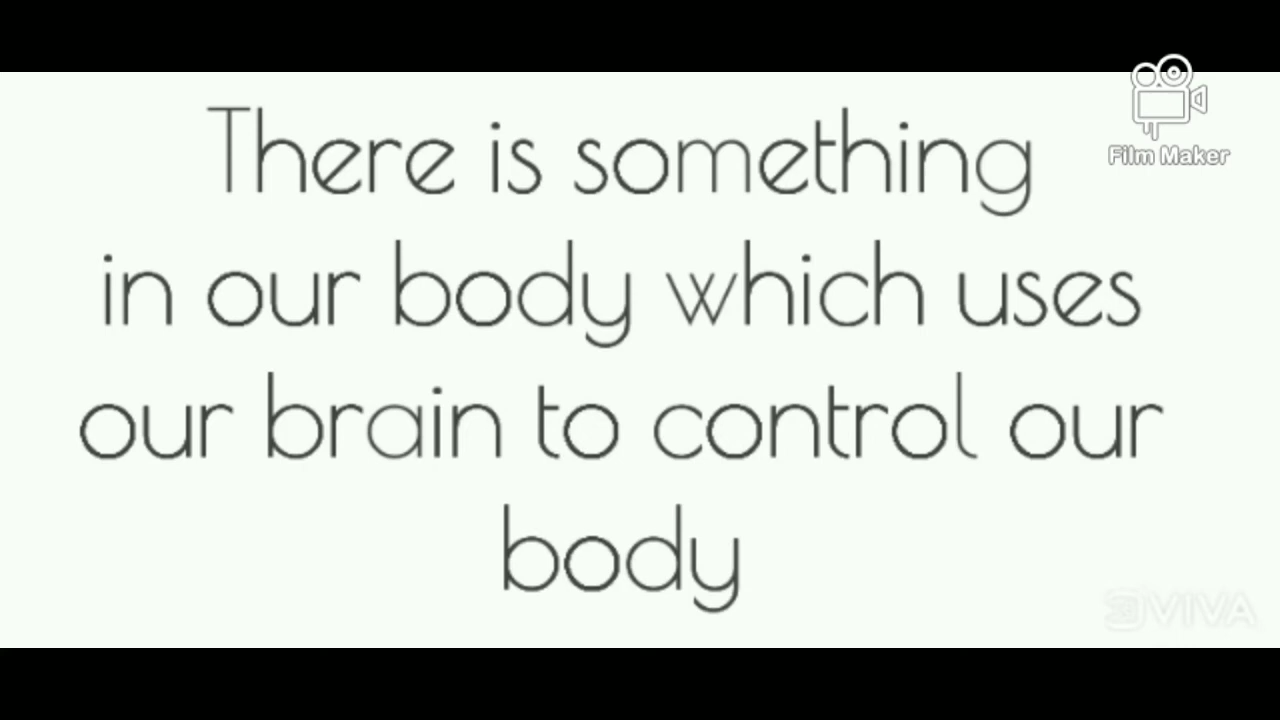 There is something
Film Maker
in our body which uses
our brain to control our
body
VIVA